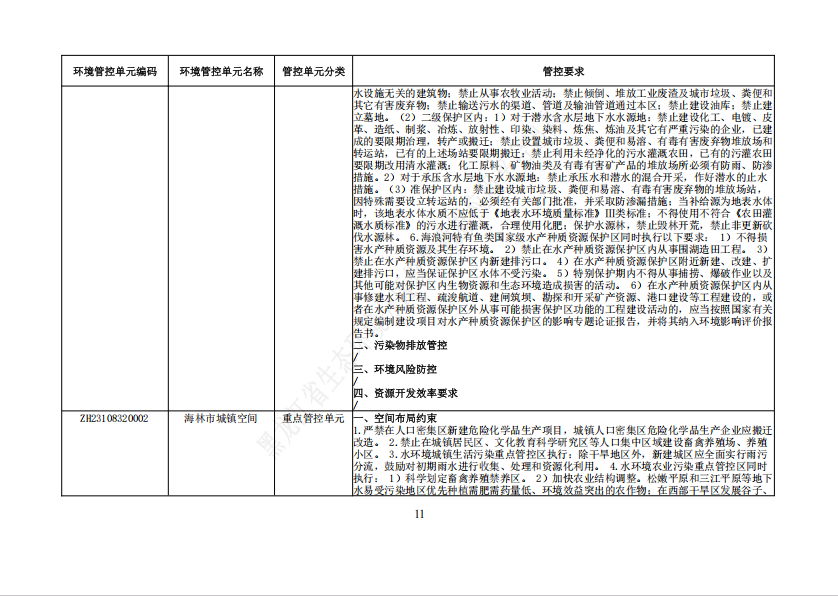 环境管控单元编码 环境管控单元名称 管控单元分类 管控要求
水设施无关的建筑物；禁止从事农牧业活动；禁止倾倒、堆放工业废渣及城市垃圾、粪便和
其它有害废弃物；禁止输送污水的渠道、管道及输油管道通过本区；禁止建设油库；禁止建
立墓地。（2）二级保护区内：1）对于潜水含水层地下水水源地：禁止建设化工、电镀、皮
革、造纸、制浆、冶炼、放射性、印染、染料、炼焦、炼油及其它有严重污染的企业，已建
成的要限期治理，转产或搬迁；禁止设置城市垃圾、粪便和易溶、有毒有害废弃物堆放场和
转运站，已有的上述场站要限期搬迁；禁止利用未经净化的污水灌溉农田，已有的污灌农田
要限期改用清水灌溉；化工原料、矿物油类及有毒有害矿产品的堆放场所必须有防雨、防渗
措施。2）对于承压含水层地下水水源地：禁止承压水和潜水的混合开采，作好潜水的止水
措施。（3）准保护区内：禁止建设城市垃圾、粪便和易溶、有毒有害废弃物的堆放场站，
因特殊需要设立转运站的，必须经有关部门批准，并采取防渗漏措施；当补给源为地表水体
时，该地表水体水质不应低于《地表水环境质量标准》Ⅲ类标准；不得使用不符合《农田灌
溉水质标准》的污水进行灌溉，合理使用化肥；保护水源林，禁止毁林开荒，禁止非更新砍
伐水源林。 6.海浪河特有鱼类国家级水产种质资源保护区同时执行以下要求： 1）不得损
害水产种质资源及其生存环境。 2）禁止在水产种质资源保护区内从事围湖造田工程。 3）
禁止在水产种质资源保护区内新建排污口。 4）在水产种质资源保护区附近新建、改建、扩
建排污口，应当保证保护区水体不受污染。 5）特别保护期内不得从事捕捞、爆破作业以及
其他可能对保护区内生物资源和生态环境造成损害的活动。 6）在水产种质资源保护区内从
事修建水利工程、疏浚航道、建闸筑坝、勘探和开采矿产资源、港口建设等工程建设的，或
者在水产种质资源保护区外从事可能损害保护区功能的工程建设活动的，应当按照国家有关
规定编制建设项目对水产种质资源保护区的影响专题论证报告，并将其纳入环境影响评价报
告书。
二、污染物排放管控
/
三、环境风险防控
/
四、资源开发效率要求
/
ZH23108320002 海林市城镇空间 重点管控单元 一、空间布局约束
1.严禁在人口密集区新建危险化学品生产项目，城镇人口密集区危险化学品生产企业应搬迁
改造。 2.禁止在城镇居民区、文化教育科学研究区等人口集中区域建设畜禽养殖场、养殖
小区。 3.水环境城镇生活污染重点管控区执行：除干旱地区外，新建城区应全面实行雨污
分流，鼓励对初期雨水进行收集、处理和资源化利用。 4.水环境农业污染重点管控区同时
执行： 1）科学划定畜禽养殖禁养区。 2）加快农业结构调整。松嫩平原和三江平原等地下
水易受污染地区优先种植需肥需药量低、环境效益突出的农作物；在西部干旱区发展谷子、
11
黑龙江省生态